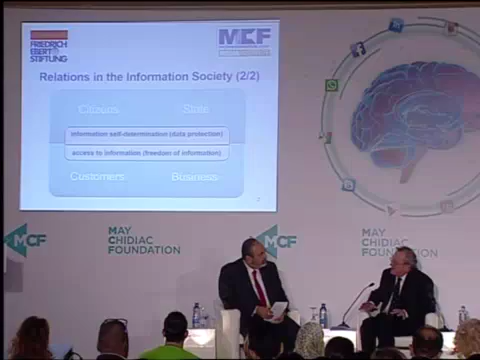 FRIEDRICH
EBERT
STIFTUNG
MCF
Relations in the Information Society (2/2)
Citizens
State
information self-determination (data protection)
access to information (freedom of information)
Customers
Business
MCF
MAY
CHIDIAC
FOUNDATION
MCF
MAY
CHIDIAC
FOUNDATION